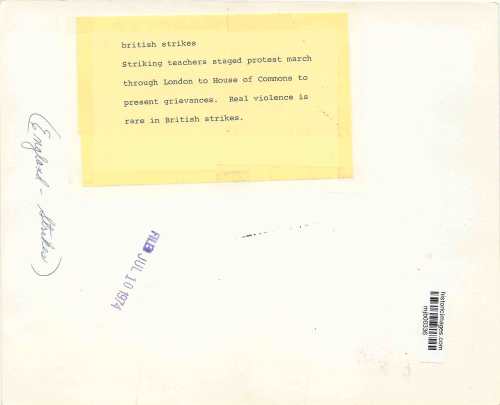 british strikes
Striking teachers staged protest march
through London to House of Commons to
present grievances.  Real violence is
rare in British strikes.
(England - Strikes)
FILED JUL 10 1974
historicimages.com